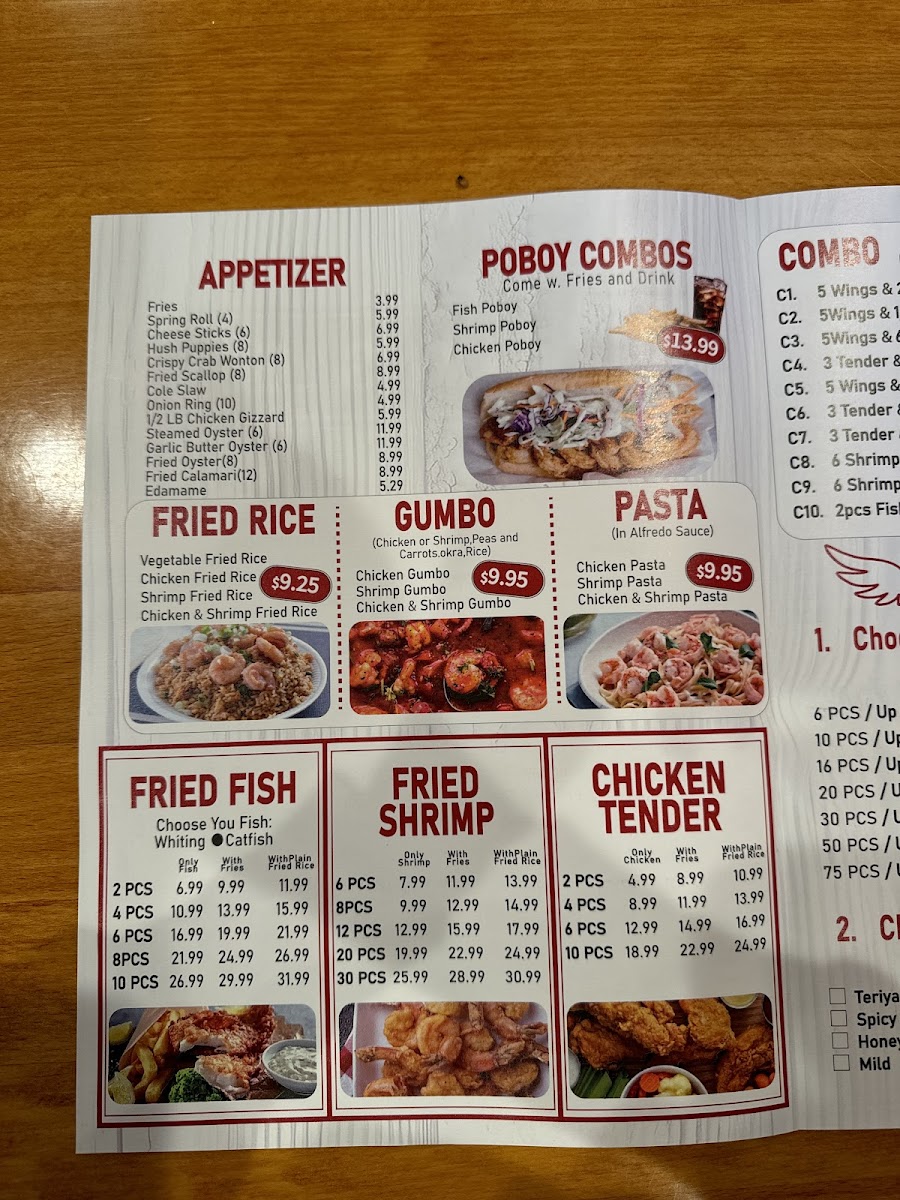 APPETIZER
Fries 3.99
Spring Roll (4) 5.99
Cheese Sticks (6) 6.99
Hush Puppies (8) 5.99
Crispy Crab Wonton (8) 6.99
Fried Scallop (8) 8.99
Cole Slaw 4.99
Onion Ring (10) 4.99
1/2 LB Chicken Gizzard 5.99
Steamed Oyster (6) 11.99
Garlic Butter Oyster (6) 11.99
Fried Oyster(8) 8.99
Fried Calamari(12) 8.99
Edamame 5.29
POBOY COMBOS
Come w. Fries and Drink
Fish Poboy
Shrimp Poboy
Chicken Poboy
$13.99
FRIED RICE
Vegetable Fried Rice
Chicken Fried Rice
Shrimp Fried Rice
Chicken & Shrimp Fried Rice
$9.25
GUMBO
(Chicken or Shrimp,Peas and
Carrots.okra,Rice)
Chicken Gumbo
Shrimp Gumbo
Chicken & Shrimp Gumbo
$9.95
PASTA
(In Alfredo Sauce)
Chicken Pasta
Shrimp Pasta
Chicken & Shrimp Pasta
$9.95
FRIED FISH
Choose You Fish:
Whiting ●Catfish
Only Fish With Fries WithPlain Fried Rice
2 PCS 6.99 9.99 11.99
4 PCS 10.99 13.99 15.99
6 PCS 16.99 19.99 21.99
8PCS 21.99 24.99 26.99
10 PCS 26.99 29.99 31.99
FRIED
SHRIMP
Only Shrimp With Fries WithPlain Fried Rice
6 PCS 7.99 11.99 13.99
8PCS 9.99 12.99 14.99
12 PCS 12.99 15.99 17.99
20 PCS 19.99 22.99 24.99
30 PCS 25.99 28.99 30.99
CHICKEN
TENDER
Only Chicken With Fries WithPlain Fried Rice
2 PCS 4.99 8.99 10.99
4 PCS 8.99 11.99 13.99
6 PCS 12.99 14.99 16.99
10 PCS 18.99 22.99 24.99
COMBO
C1. 5 Wings & 2
C2. 5Wings & 1
C3. 5Wings & 6
C4. 3 Tender &
C5. 5 Wings &
C6. 3 Tender &
C7. 3 Tender
C8. 6 Shrimp
C9. 6 Shrimp
C10. 2pcs Fis
1. Cho
6 PCS / Up
10 PCS / Up
16 PCS / Up
20 PCS / U
30 PCS / U
50 PCS / U
75 PCS / U
2. C
Teriya
Spicy
Honey
Mild